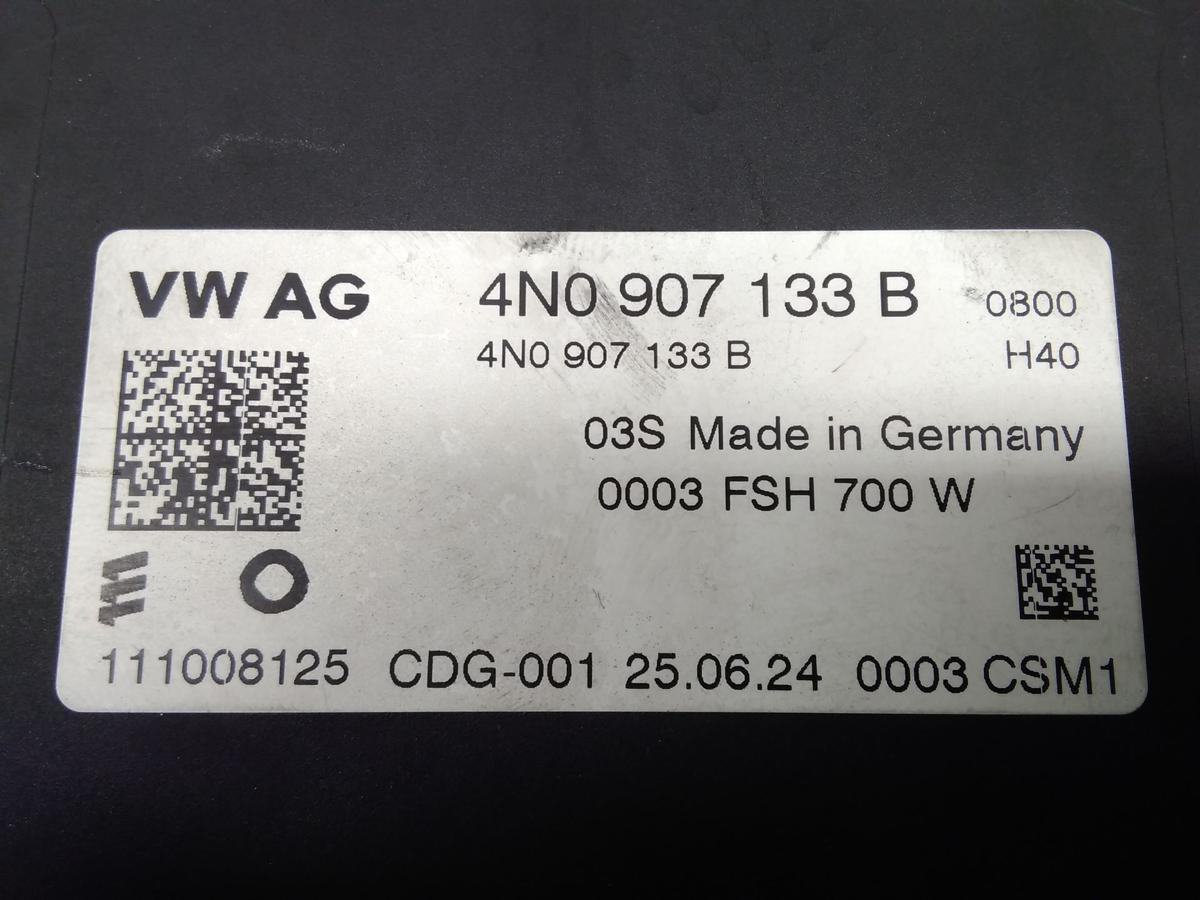 VW AG 4N0 907 133 B 0800
4N0 907 133 B H40
03S Made in Germany
0003 FSH 700 W
111008125 CDG-001 25.06.24 0003 CSM1